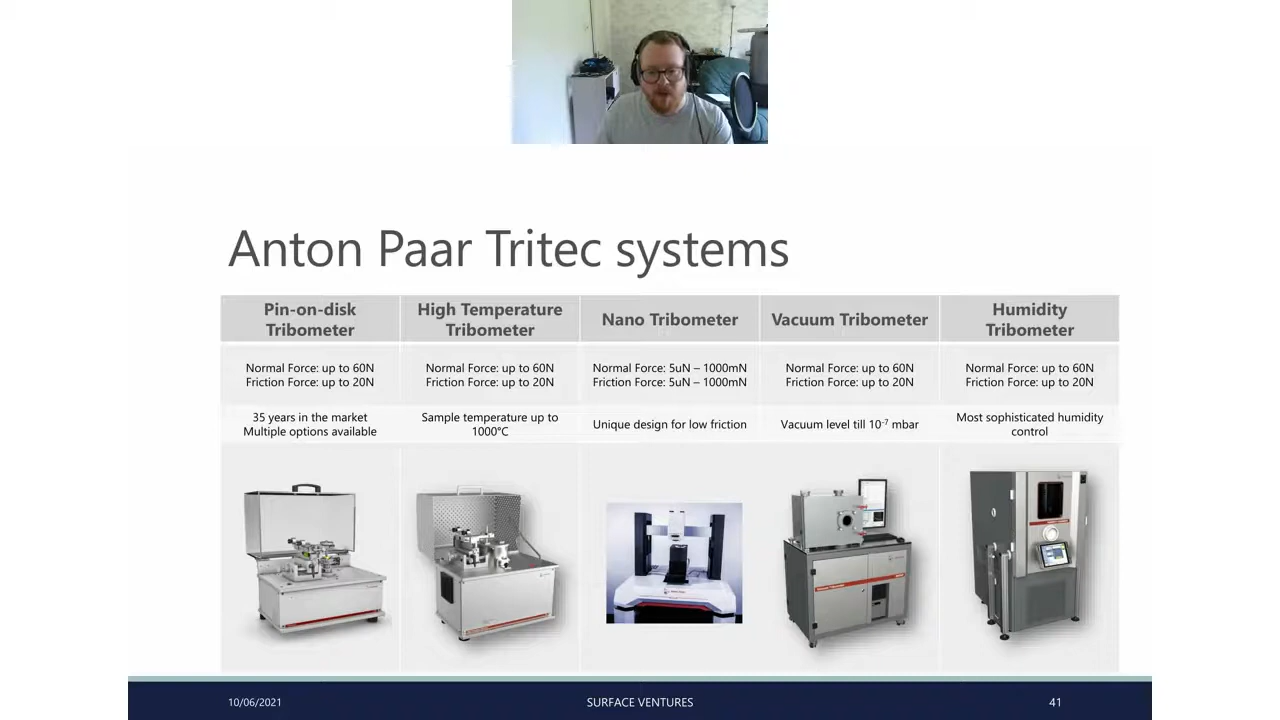 Anton Paar Tritec systems
Pin-on-disk
Tribometer
High Temperature
Tribometer
Nano Tribometer
Vacuum Tribometer
Humidity
Tribometer
Normal Force: up to 60N
Friction Force: up to 20N
Normal Force: up to 60N
Friction Force: up to 20N
Normal Force: 5uN – 1000mN
Friction Force: 5uN – 1000mN
Normal Force: up to 60N
Friction Force: up to 20N
Normal Force: up to 60N
Friction Force: up to 20N
35 years in the market
Multiple options available
Sample temperature up to
1000°C
Unique design for low friction
Vacuum level till 10⁻⁷ mbar
Most sophisticated humidity
control
10/06/2021
SURFACE VENTURES
41